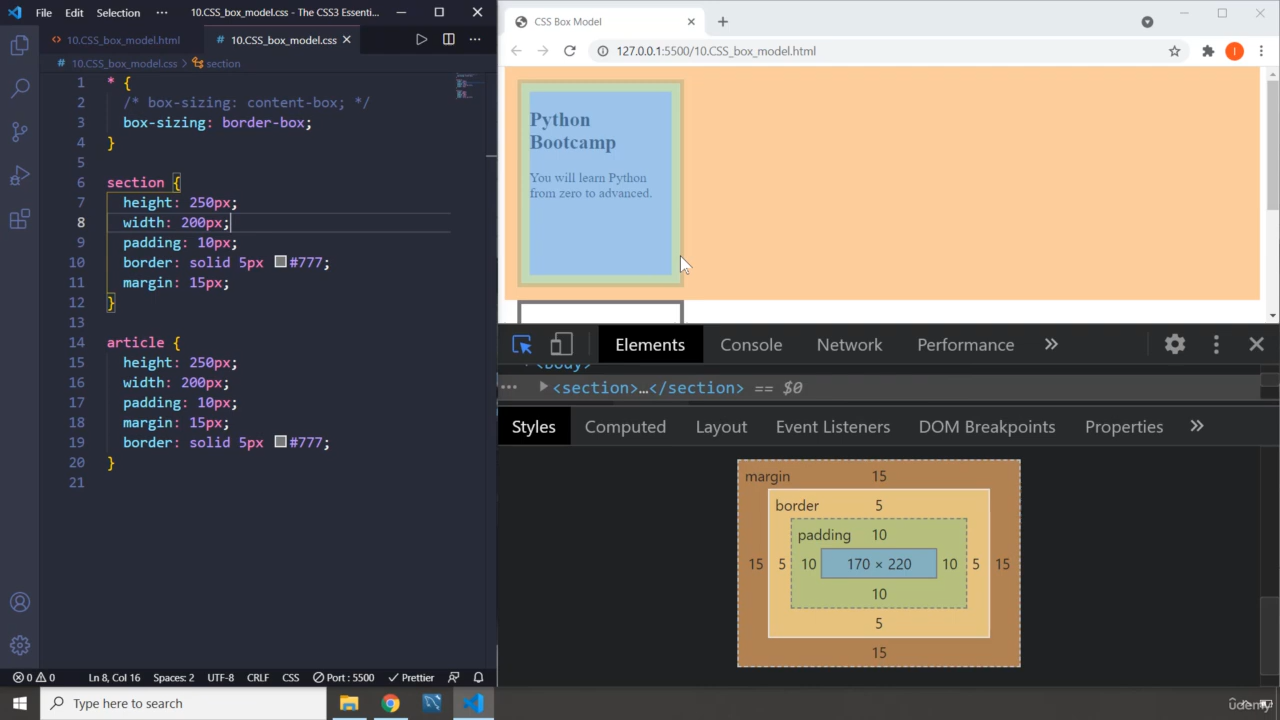 File Edit Selection ··· 10.CSS_box_model.css - The CSS3 Essenti...
10.CSS_box_model.html
# 10.CSS_box_model.css
# 10.CSS_box_model.css > section
1 * {
2 /* box-sizing: content-box; */
3 box-sizing: border-box;
4 }
5
6 section {
7 height: 250px;
8 width: 200px;
9 padding: 10px;
10 border: solid 5px #777;
11 margin: 15px;
12 }
13
14 article {
15 height: 250px;
16 width: 200px;
17 padding: 10px;
18 margin: 15px;
19 border: solid 5px #777;
20 }
21
0 0 Ln 8, Col 16 Spaces: 2 UTF-8 CRLF CSS Port : 5500 Prettier
Type here to search
CSS Box Model
127.0.0.1:5500/10.CSS_box_model.html
I
Python
Bootcamp
You will learn Python
from zero to advanced.
Elements Console Network Performance »
<body>
··· <section>…</section> == $0
Styles Computed Layout Event Listeners DOM Breakpoints Properties »
margin 15
border 5
padding 10
15 5 10 170 × 220 10 5 15
10
5
15
udemy